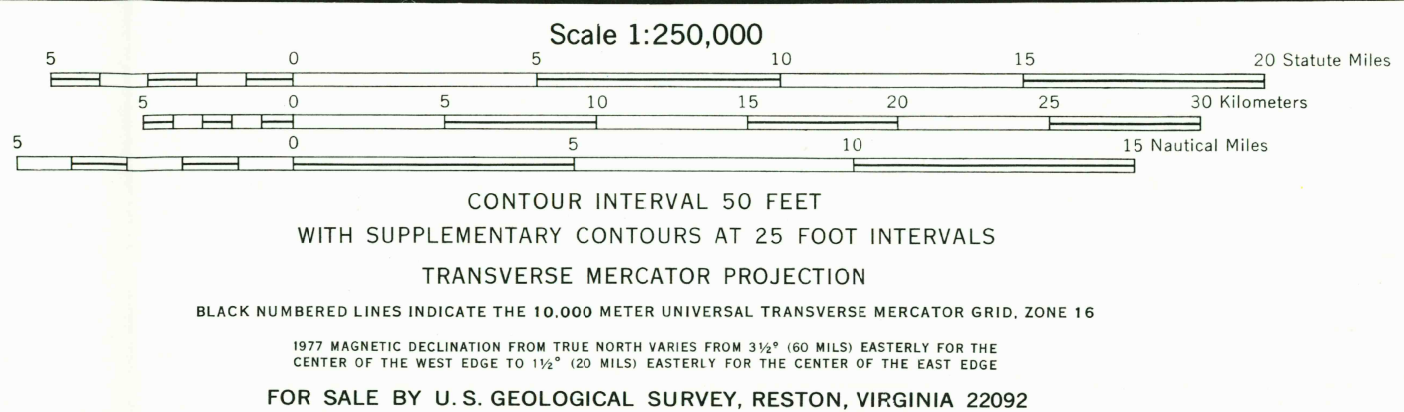 Scale 1:250,000
5 0 5 10 15 20 Statute Miles
5 0 5 10 15 20 25 30 Kilometers
5 0 5 10 15 Nautical Miles
CONTOUR INTERVAL 50 FEET
WITH SUPPLEMENTARY CONTOURS AT 25 FOOT INTERVALS
TRANSVERSE MERCATOR PROJECTION
BLACK NUMBERED LINES INDICATE THE 10,000 METER UNIVERSAL TRANSVERSE MERCATOR GRID, ZONE 16
1977 MAGNETIC DECLINATION FROM TRUE NORTH VARIES FROM 3½° (60 MILS) EASTERLY FOR THE
CENTER OF THE WEST EDGE TO 1½° (20 MILS) EASTERLY FOR THE CENTER OF THE EAST EDGE
FOR SALE BY U.S. GEOLOGICAL SURVEY, RESTON, VIRGINIA 22092